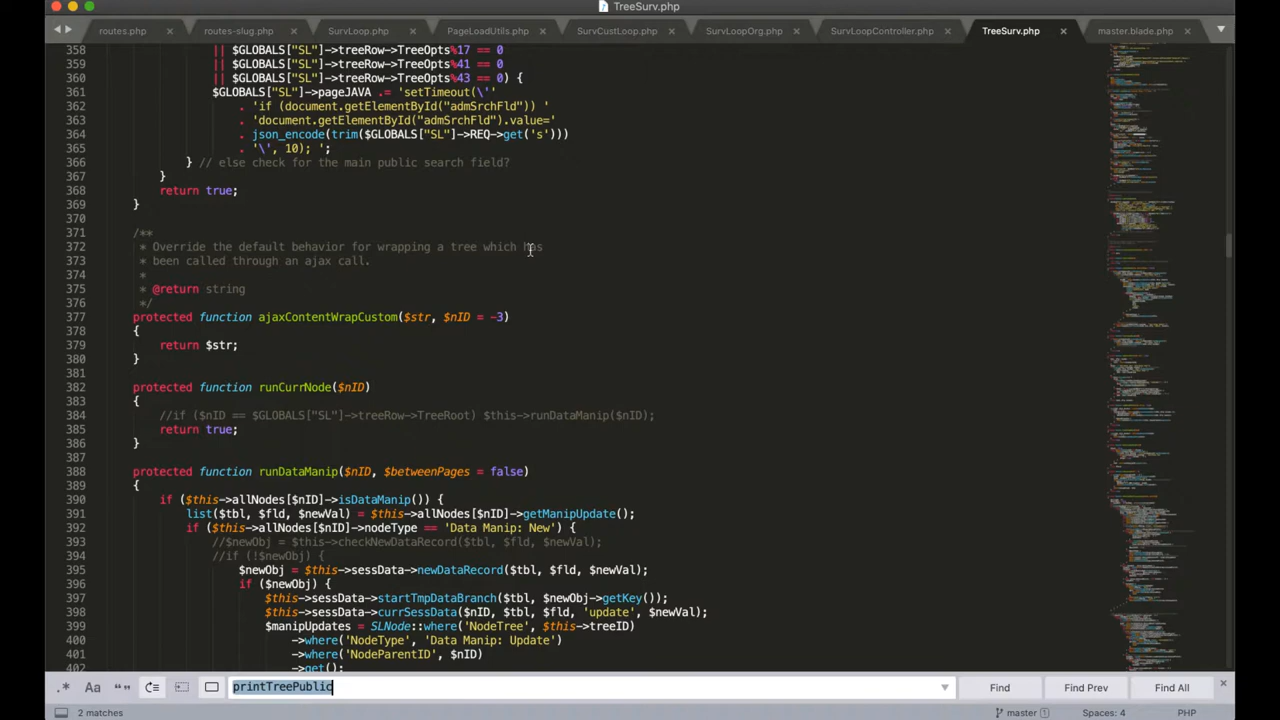 TreeSurv.php
routes.php × routes-slug.php × SurvLoop.php × PageLoadUtils.php × SurvCustLoop.php × SurvLoopOrg.php × SurvLoopController.php × TreeSurv.php × master.blade.php ×
358 || $GLOBALS["SL"]->treeRow->TreeOpts%17 == 0
359 || $GLOBALS["SL"]->treeRow->TreeOpts%41 == 0
360 || $GLOBALS["SL"]->treeRow->TreeOpts%43 == 0) {
361 $GLOBALS["SL"]->pageJAVA .= 'setTimeout(\''
362 . 'if (document.getElementById("admSrchFld")) '
363 . 'document.getElementById("admSrchFld").value='
364 . json_encode(trim($GLOBALS["SL"]->REQ->get('s')))
365 . '\', 10); ';
366 } // else check for the main public search field?
367 }
368 return true;
369 }
370
371 /**
372 * Override the default behavior for wrapping a tree which has
373 * been called through an ajax call.
374 *
375 * @return string
376 */
377 protected function ajaxContentWrapCustom($str, $nID = -3)
378 {
379 return $str;
380 }
381
382 protected function runCurrNode($nID)
383 {
384 //if ($nID == $GLOBALS["SL"]->treeRow->TreeRoot) $this->runDataManip($nID);
385 return true;
386 }
387
388 protected function runDataManip($nID, $betweenPages = false)
389 {
390 if ($this->allNodes[$nID]->isDataManip()) {
391 list($tbl, $fld, $newVal) = $this->allNodes[$nID]->getManipUpdate();
392 if ($this->allNodes[$nID]->nodeType == 'Data Manip: New') {
393 //$newObj = $this->checkNewDataRecord($tbl, $fld, $newVal);
394 //if (!$newObj) {
395 $newObj = $this->sessData->newDataRecord($tbl, $fld, $newVal);
396 if ($newObj) {
397 $this->sessData->startTmpDataBranch($tbl, $newObj->getKey());
398 $this->sessData->currSessData($nID, $tbl, $fld, 'update', $newVal);
399 $manipUpdates = SLNode::where('NodeTree', $this->treeID)
400 ->where('NodeType', 'Data Manip: Update')
401 ->where('NodeParentID', $nID)
402 ->get();
.* Aa “” printTreePublic Find Find Prev Find All ×
2 matches master 1 Spaces: 4 PHP